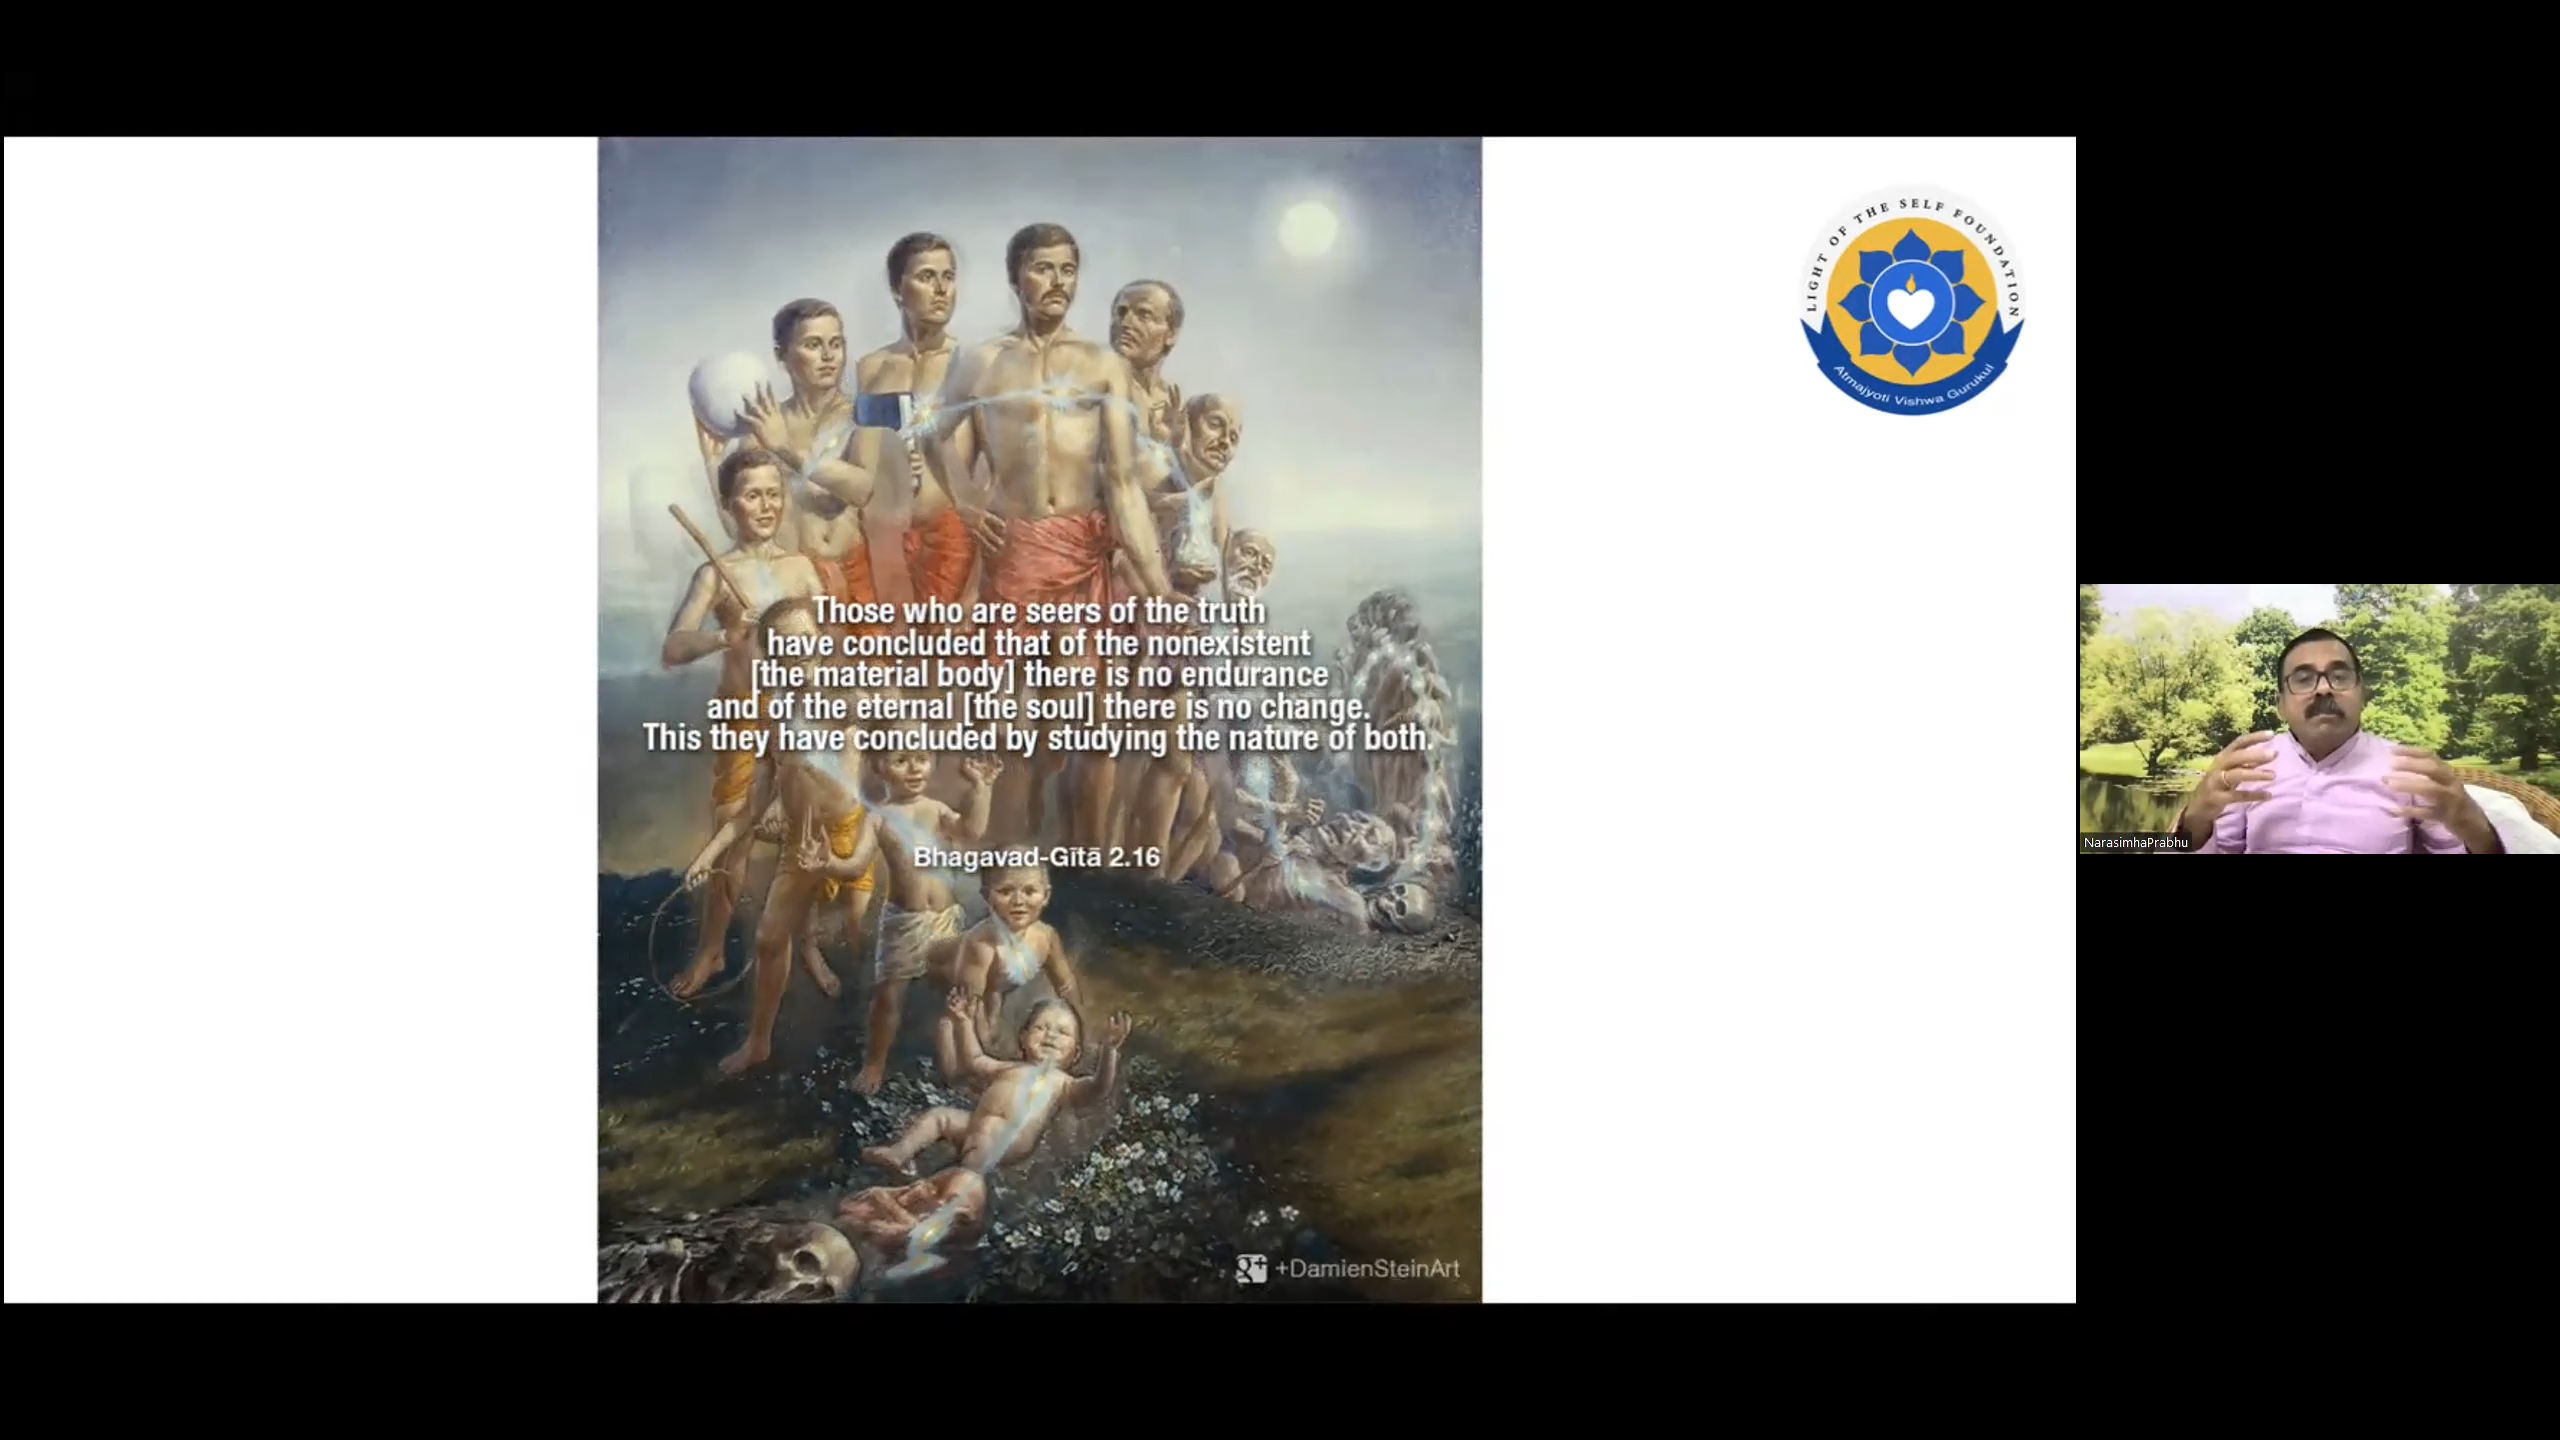 LIGHT OF THE SELF FOUNDATION
Atmajyoti Vishwa Gurukul
Those who are seers of the truth
have concluded that of the nonexistent
[the material body] there is no endurance
and of the eternal [the soul] there is no change.
This they have concluded by studying the nature of both.
Bhagavad-Gītā 2.16
NarasimhaPrabhu
g+ +DamienSteinArt